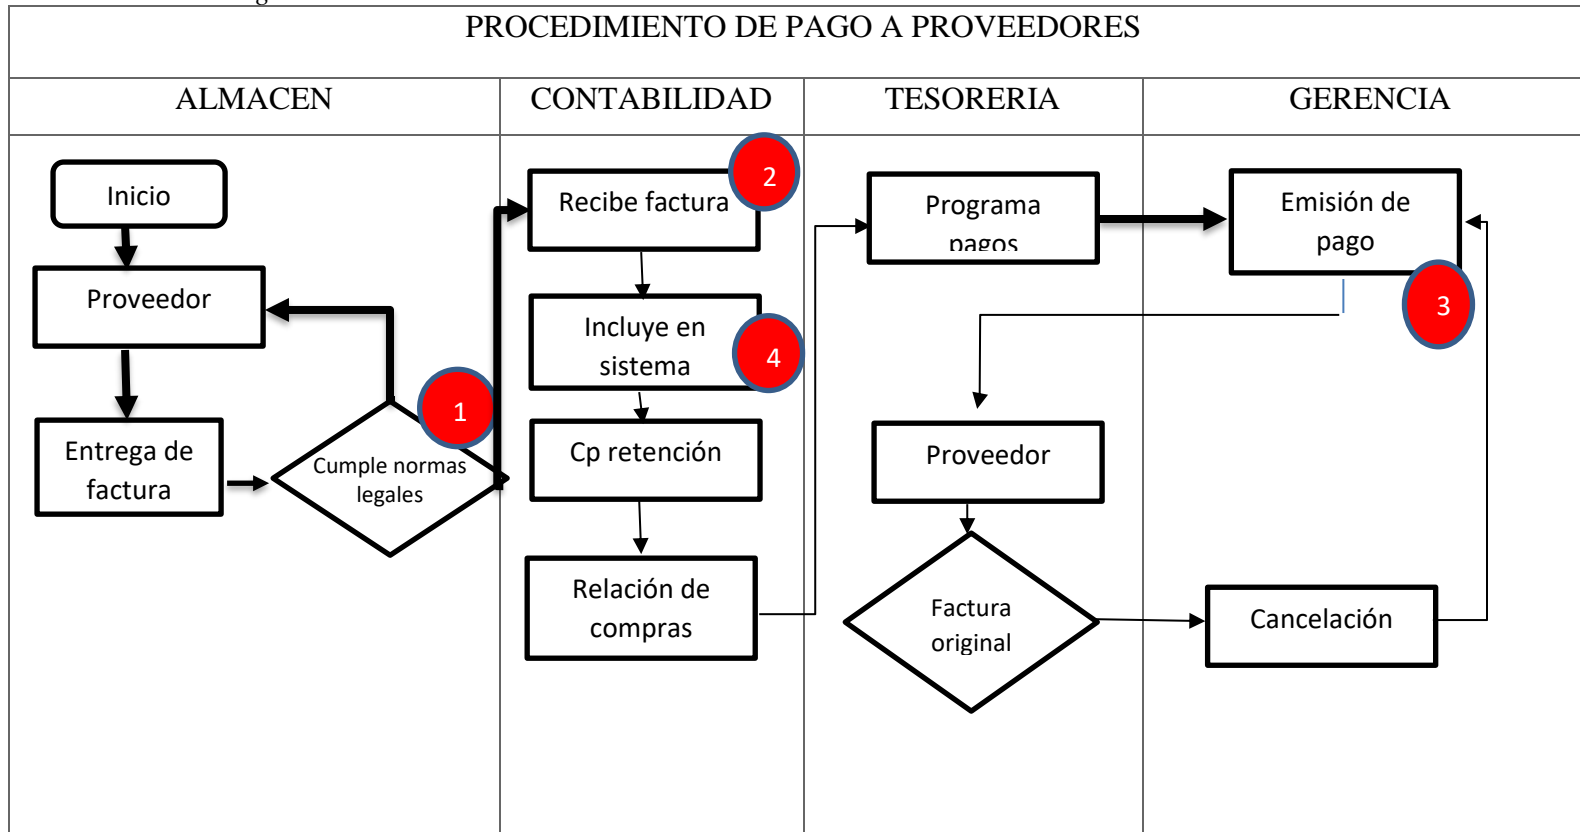 PROCEDIMIENTO DE PAGO A PROVEEDORES
ALMACEN
CONTABILIDAD
TESORERIA
GERENCIA
Inicio
Proveedor
Entrega de
factura
Cumple normas
legales
1
Recibe factura
2
Incluye en
sistema
4
Cp retención
Relación de
compras
Programa
pagos
Proveedor
Factura
original
Emisión de
pago
3
Cancelación